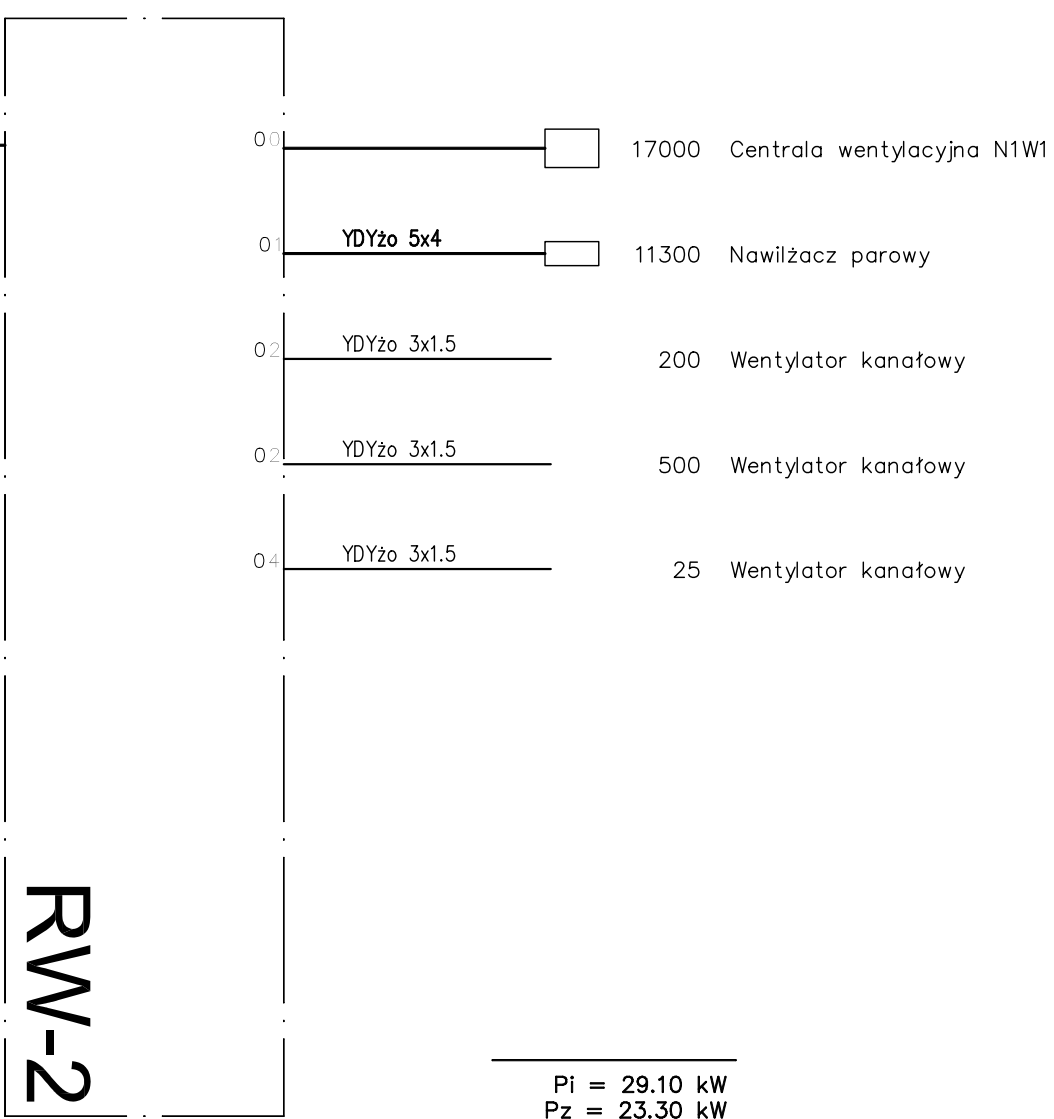 00 17000 Centrala wentylacyjna N1W1
01 YDYżo 5x4 11300 Nawilżacz parowy
02 YDYżo 3x1.5 200 Wentylator kanałowy
02 YDYżo 3x1.5 500 Wentylator kanałowy
04 YDYżo 3x1.5 25 Wentylator kanałowy
RW-2
Pi = 29.10 kW
Pz = 23.30 kW